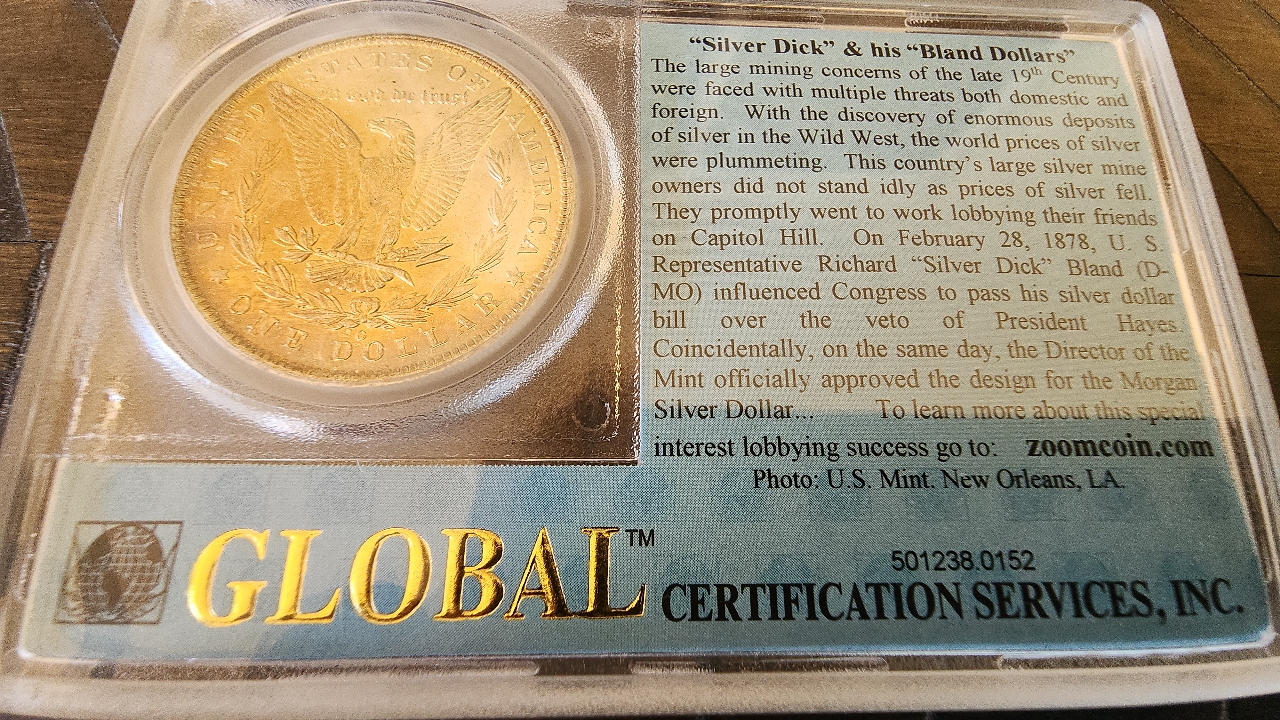 UNITED STATES OF AMERICA
In God we trust
ONE DOLLAR
O
"Silver Dick" & his "Bland Dollars"
The large mining concerns of the late 19th Century
were faced with multiple threats both domestic and
foreign. With the discovery of enormous deposits
of silver in the Wild West, the world prices of silver
were plummeting. This country's large silver mine
owners did not stand idly as prices of silver fell.
They promptly went to work lobbying their friends
on Capitol Hill. On February 28, 1878, U. S.
Representative Richard "Silver Dick" Bland (D-
MO) influenced Congress to pass his silver dollar
bill over the veto of President Hayes.
Coincidentally, on the same day, the Director of the
Mint officially approved the design for the Morgan
Silver Dollar... To learn more about this special
interest lobbying success go to: zoomcoin.com
Photo: U.S. Mint. New Orleans, LA.
GLOBAL™
501238.0152
CERTIFICATION SERVICES, INC.